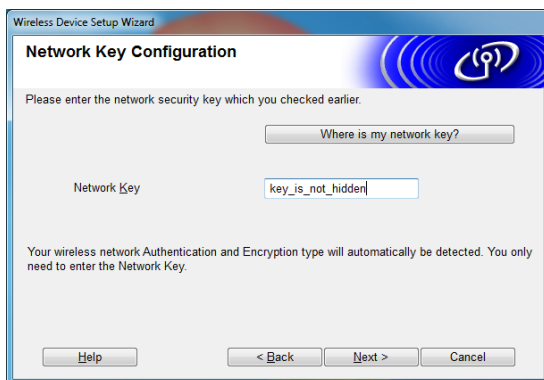 Wireless Device Setup Wizard
Network Key Configuration
Please enter the network security key which you checked earlier.
Where is my network key?
Network Key
key_is_not_hidden
Your wireless network Authentication and Encryption type will automatically be detected. You only
need to enter the Network Key.
Help
< Back
Next >
Cancel